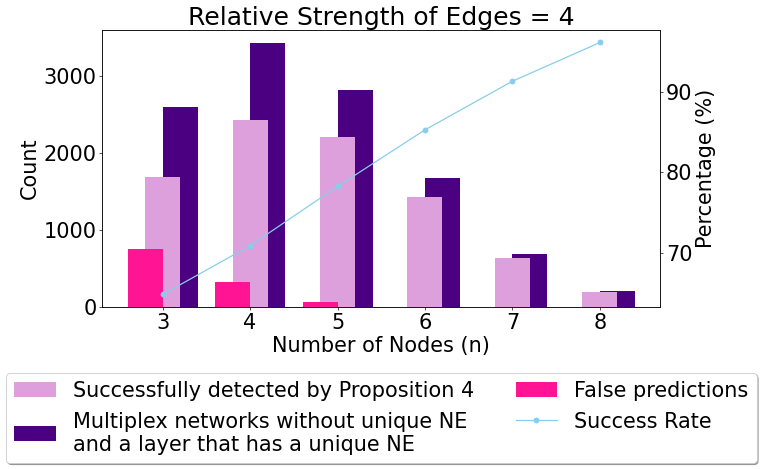 Relative Strength of Edges = 4
3000
2000
1000
0
Count
90
80
70
Percentage (%)
3 4 5 6 7 8
Number of Nodes (n)
Successfully detected by Proposition 4
Multiplex networks without unique NE
and a layer that has a unique NE
False predictions
Success Rate